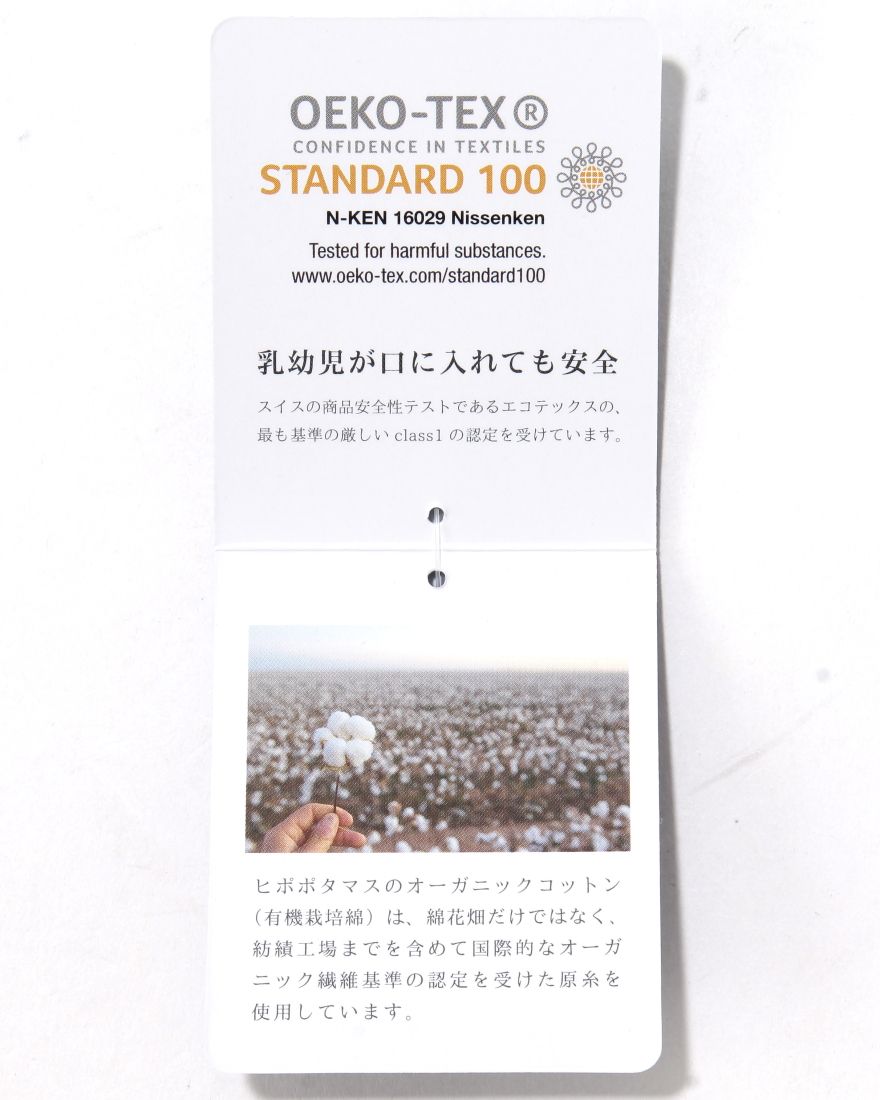 OEKO-TEX®
CONFIDENCE IN TEXTILES
STANDARD 100
N-KEN 16029 Nissenken
Tested for harmful substances.
www.oeko-tex.com/standard100
乳幼児が口に入れても安全
スイスの商品安全性テストであるエコテックスの、
最も基準の厳しい class1 の認定を受けています。
ヒポポタマスのオーガニックコットン
（有機栽培綿）は、綿花畑だけではなく、
紡績工場までを含めて国際的なオーガ
ニック繊維基準の認定を受けた原糸を
使用しています。